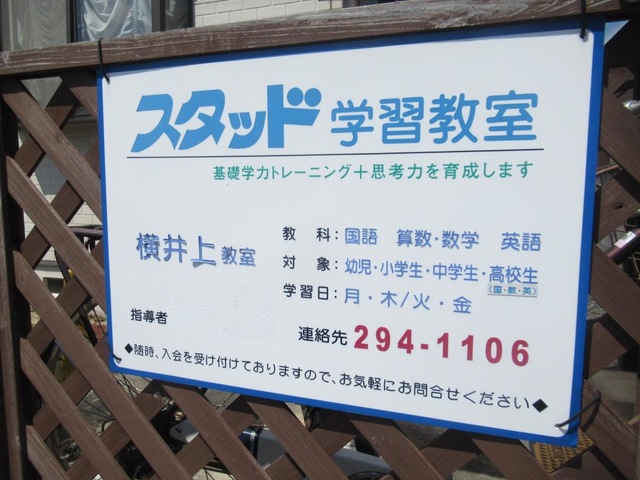 スタッド 学習教室
基礎学力トレーニング＋思考力を育成します
横井上 教室
教 科：国語 算数・数学 英語
対 象：幼児・小学生・中学生・高校生
(国・数・英)
学習日：月・木/火・金
指導者
連絡先 294-1106
◆随時、入会を受け付けておりますので、お気軽にお問合せください◆